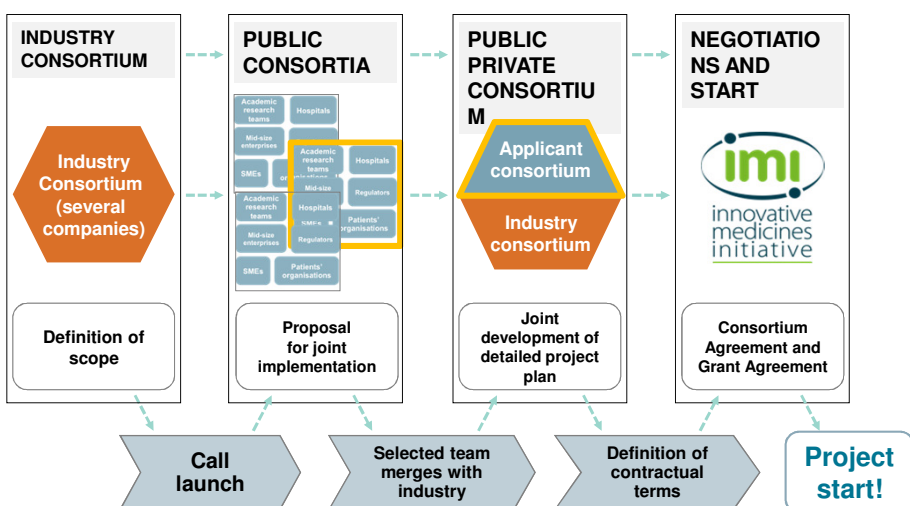 INDUSTRY
CONSORTIUM
PUBLIC
CONSORTIA
PUBLIC
PRIVATE
CONSORTIU
M
NEGOTIATIO
NS AND
START
Industry
Consortium
(several
companies)
Academic
research
teams
Hospitals
Mid-size
enterprises
SMEs
Academic
research
teams
Hospitals
Mid-size
Regulators
Patients'
organisations
Academic
research
teams
Hospitals
SMEs
Mid-size
enterprises
Regulators
SMEs
Patients'
organisations
Applicant
consortium
Industry
consortium
imi
innovative
medicines
initiative
Definition of
scope
Proposal
for joint
implementation
Joint
development of
detailed project
plan
Consortium
Agreement and
Grant Agreement
Call
launch
Selected team
merges with
industry
Definition of
contractual
terms
Project
start!